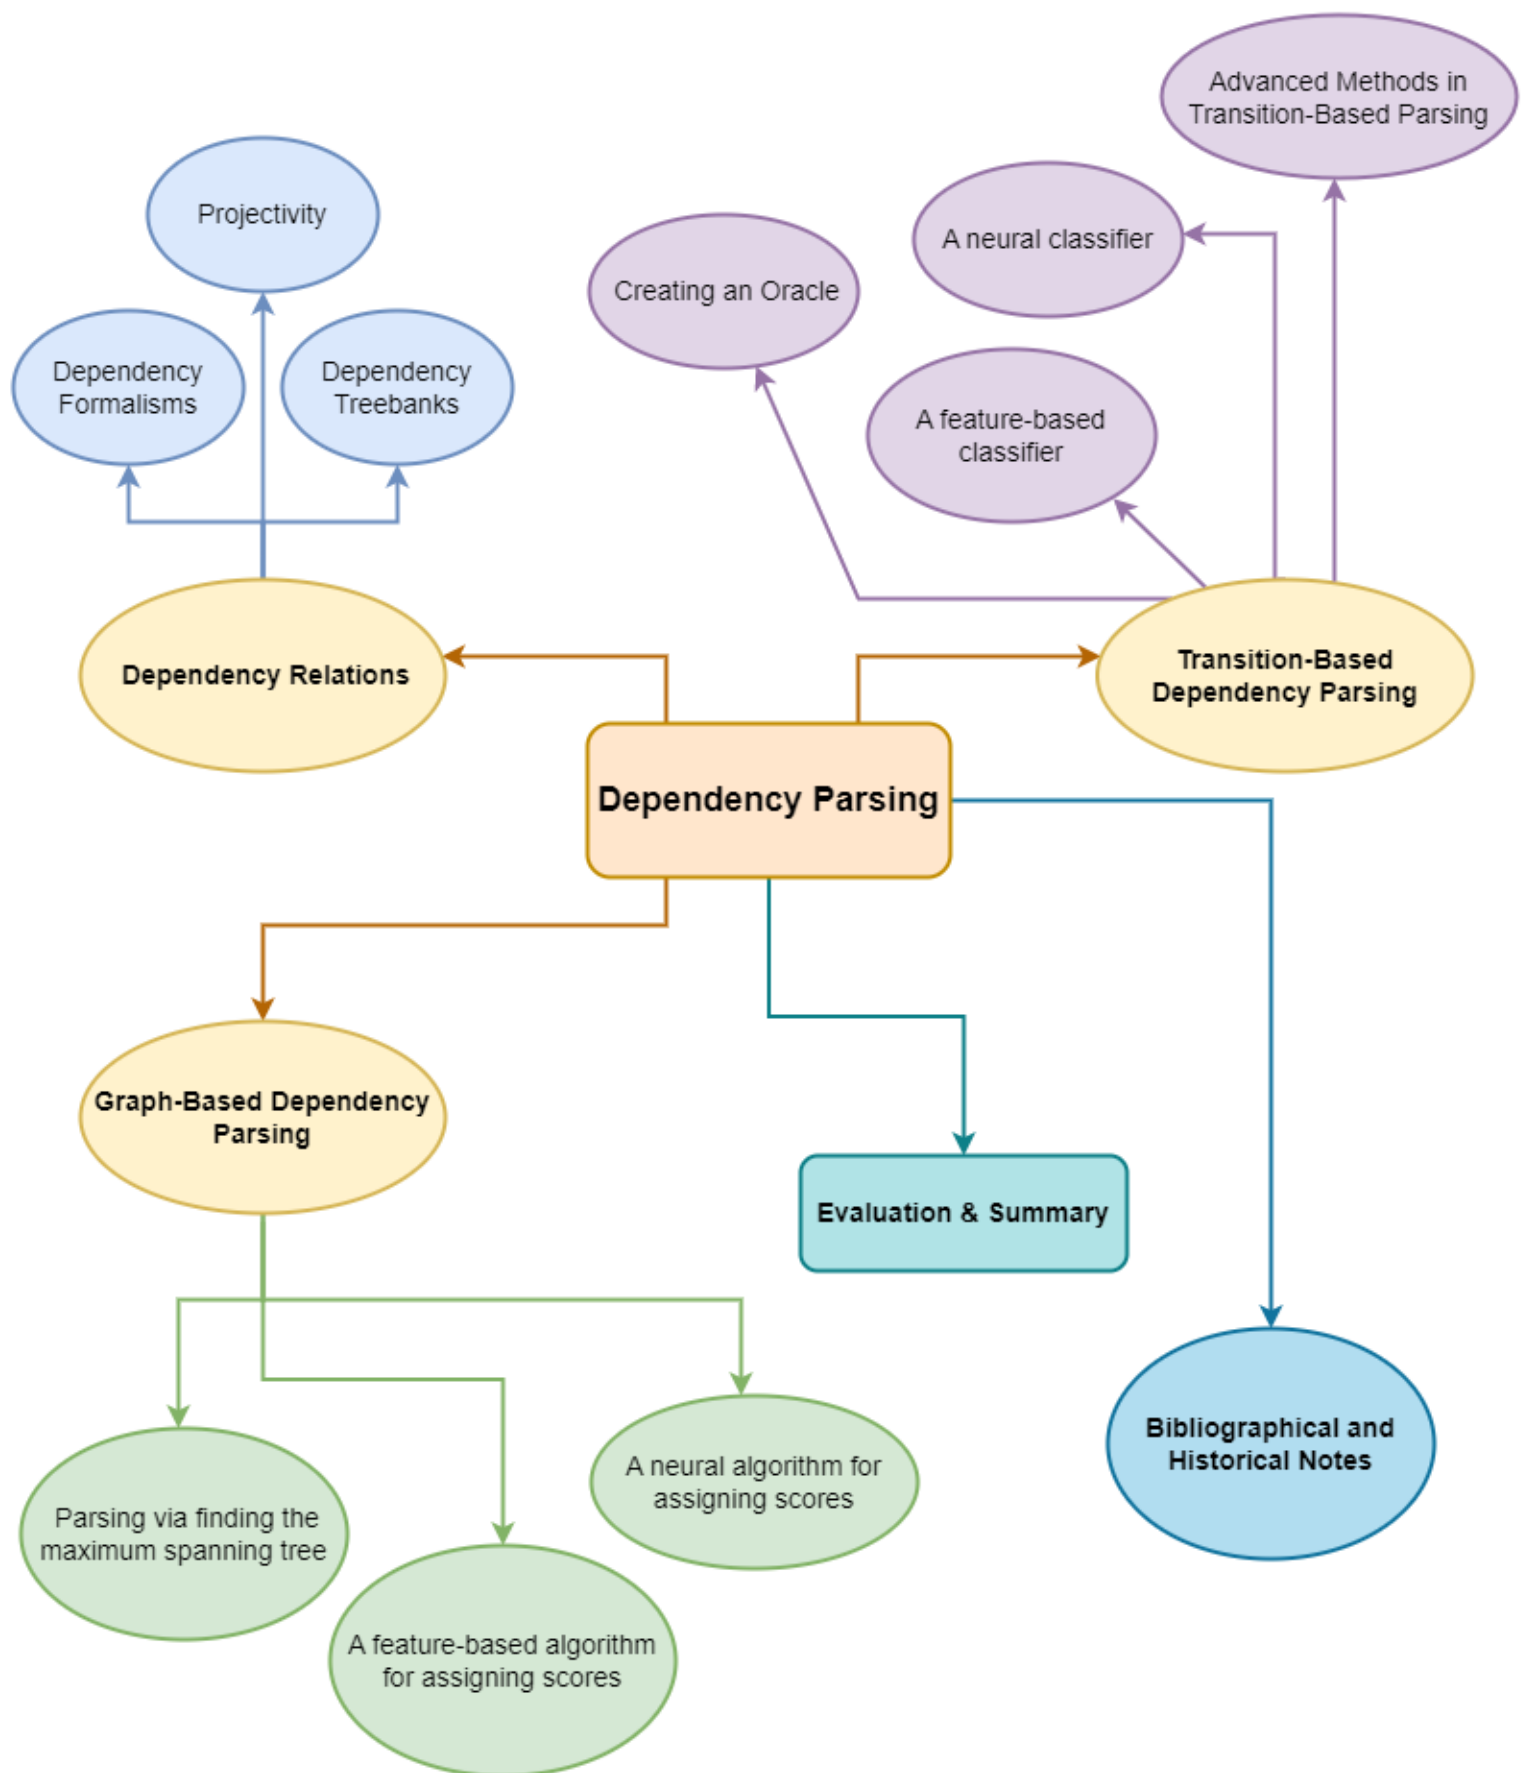 Advanced Methods in
Transition-Based Parsing
Projectivity
A neural classifier
Creating an Oracle
Dependency
Formalisms
Dependency
Treebanks
A feature-based
classifier
Dependency Relations
Transition-Based
Dependency Parsing
Dependency Parsing
Graph-Based Dependency
Parsing
Evaluation & Summary
Bibliographical and
Historical Notes
A neural algorithm for
assigning scores
Parsing via finding the
maximum spanning tree
A feature-based algorithm
for assigning scores